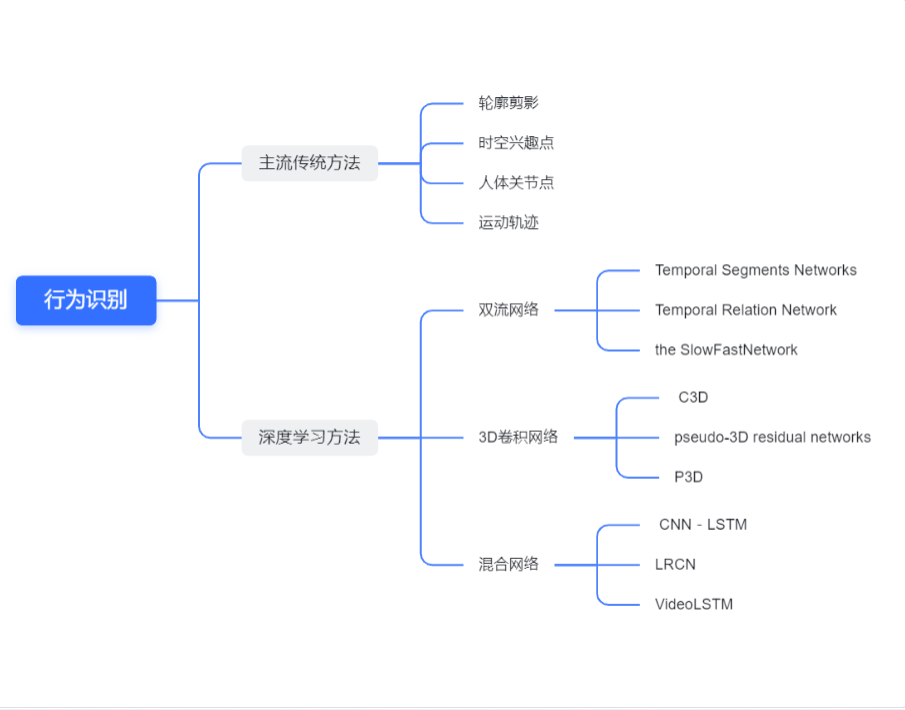 行为识别
主流传统方法
轮廓剪影
时空兴趣点
人体关节点
运动轨迹
深度学习方法
双流网络
Temporal Segments Networks
Temporal Relation Network
the SlowFastNetwork
3D卷积网络
C3D
pseudo-3D residual networks
P3D
混合网络
CNN - LSTM
LRCN
VideoLSTM